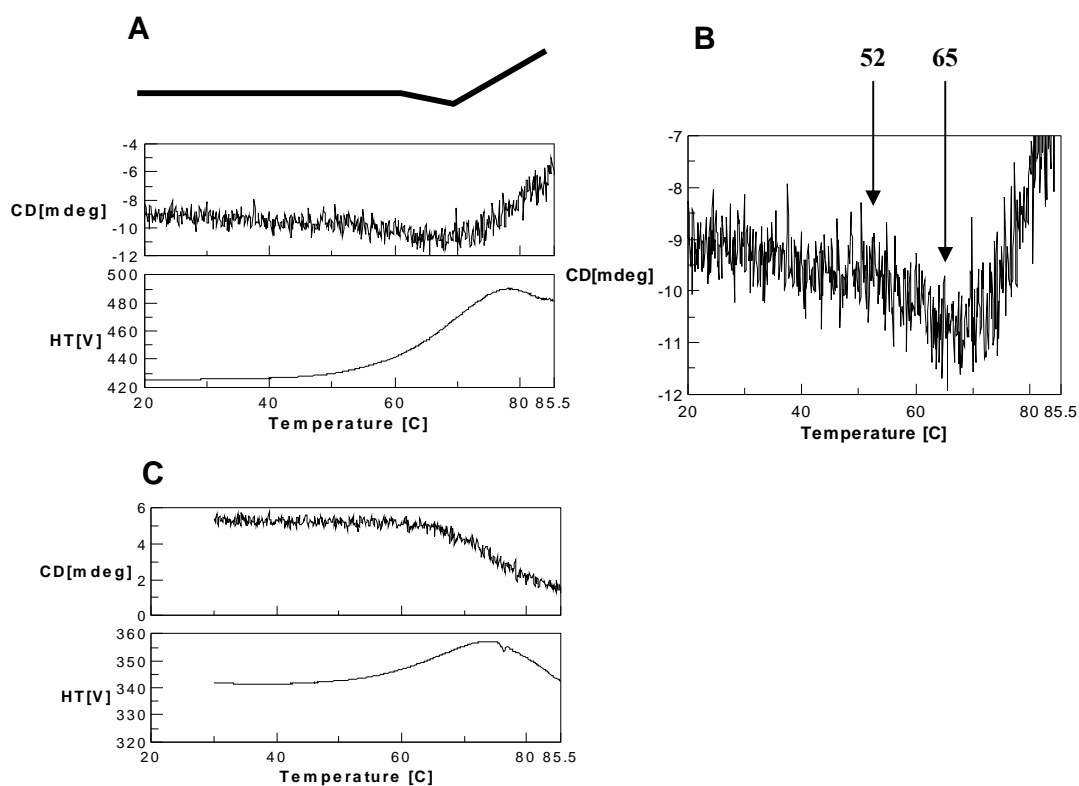 A
-4
-6
-8
-10
-12
CD[mdeg]
500
480
460
440
420
HT[V]
20 40 60 80 85.5
Temperature [C]
B
52 65
-7
-8
-9
-10
-11
-12
CD[mdeg]
20 40 60 80 85.5
Temperature [C]
C
6
4
2
0
CD[mdeg]
360
350
340
330
320
HT[V]
20 40 60 80 85.5
Temperature [C]